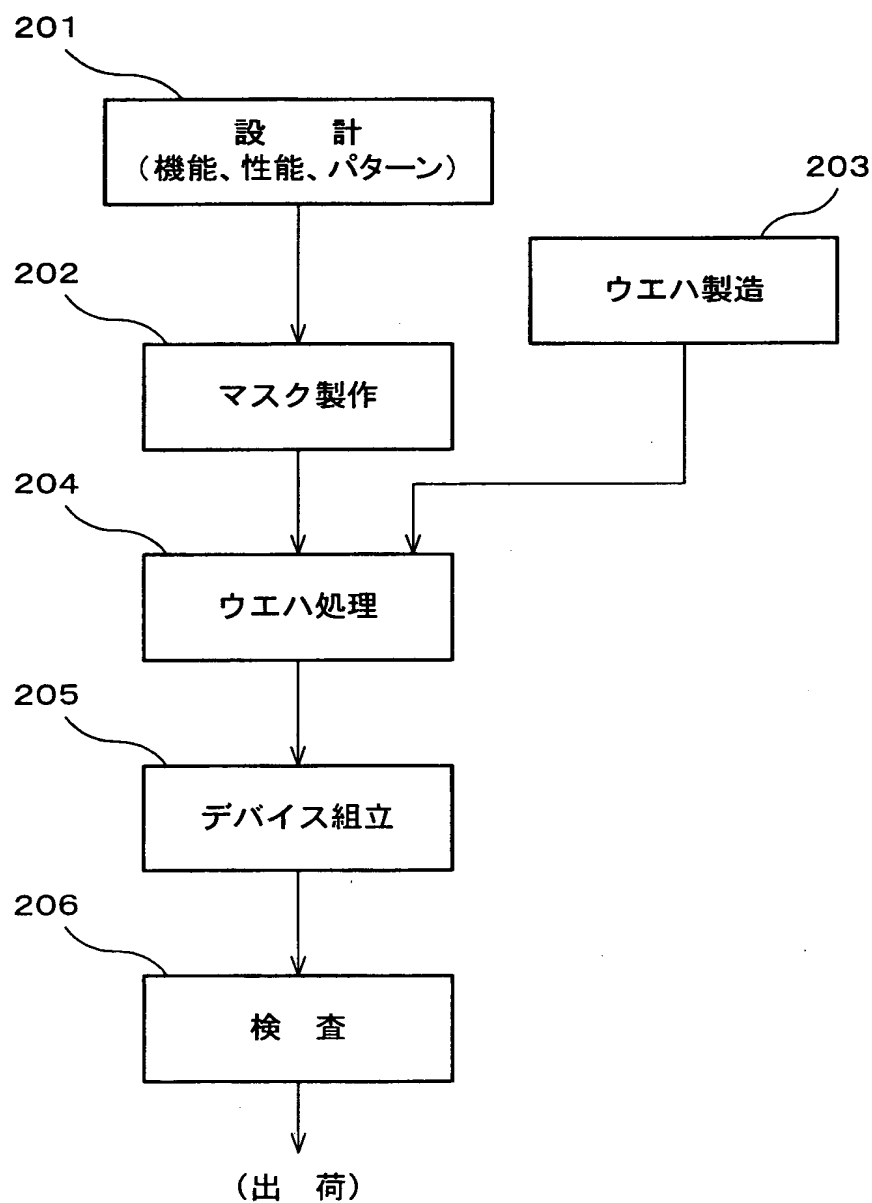 201
設　計
（機能、性能、パターン）
203
ウエハ製造
202
マスク製作
204
ウエハ処理
205
デバイス組立
206
検　査
（出　荷）